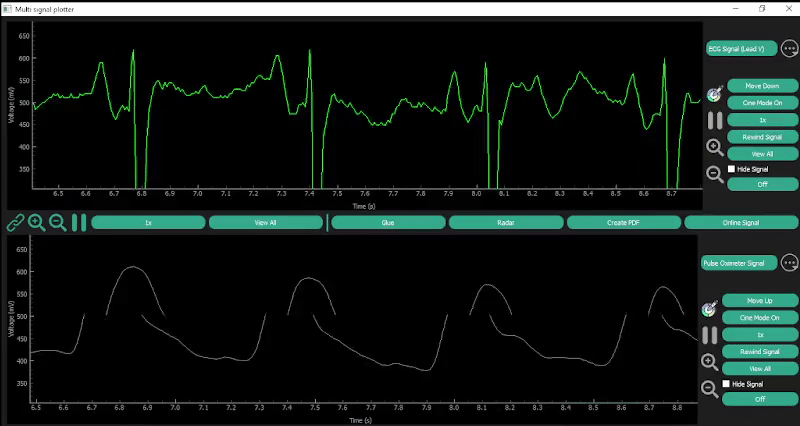 Multi signal plotter
650
600
550
500
450
400
350
Voltage (mV)
6.5 6.6 6.7 6.8 6.9 7.0 7.1 7.2 7.3 7.4 7.5 7.6 7.7 7.8 7.9 8.0 8.1 8.2 8.3 8.4 8.5 8.6 8.7
Time (s)
ECG Signal (Lead V)
Move Down
Cine Mode On
1x
Rewind Signal
View All
Hide Signal
Off
1x View All Glue Radar Create PDF Online Signal
650
600
550
500
450
400
350
Voltage (mV)
6.5 6.6 6.7 6.8 6.9 7.0 7.1 7.2 7.3 7.4 7.5 7.6 7.7 7.8 7.9 8.0 8.1 8.2 8.3 8.4 8.5 8.6 8.7 8.8
Time (s)
Pulse Oximeter Signal
Move Up
Cine Mode On
1x
Rewind Signal
View All
Hide Signal
Off